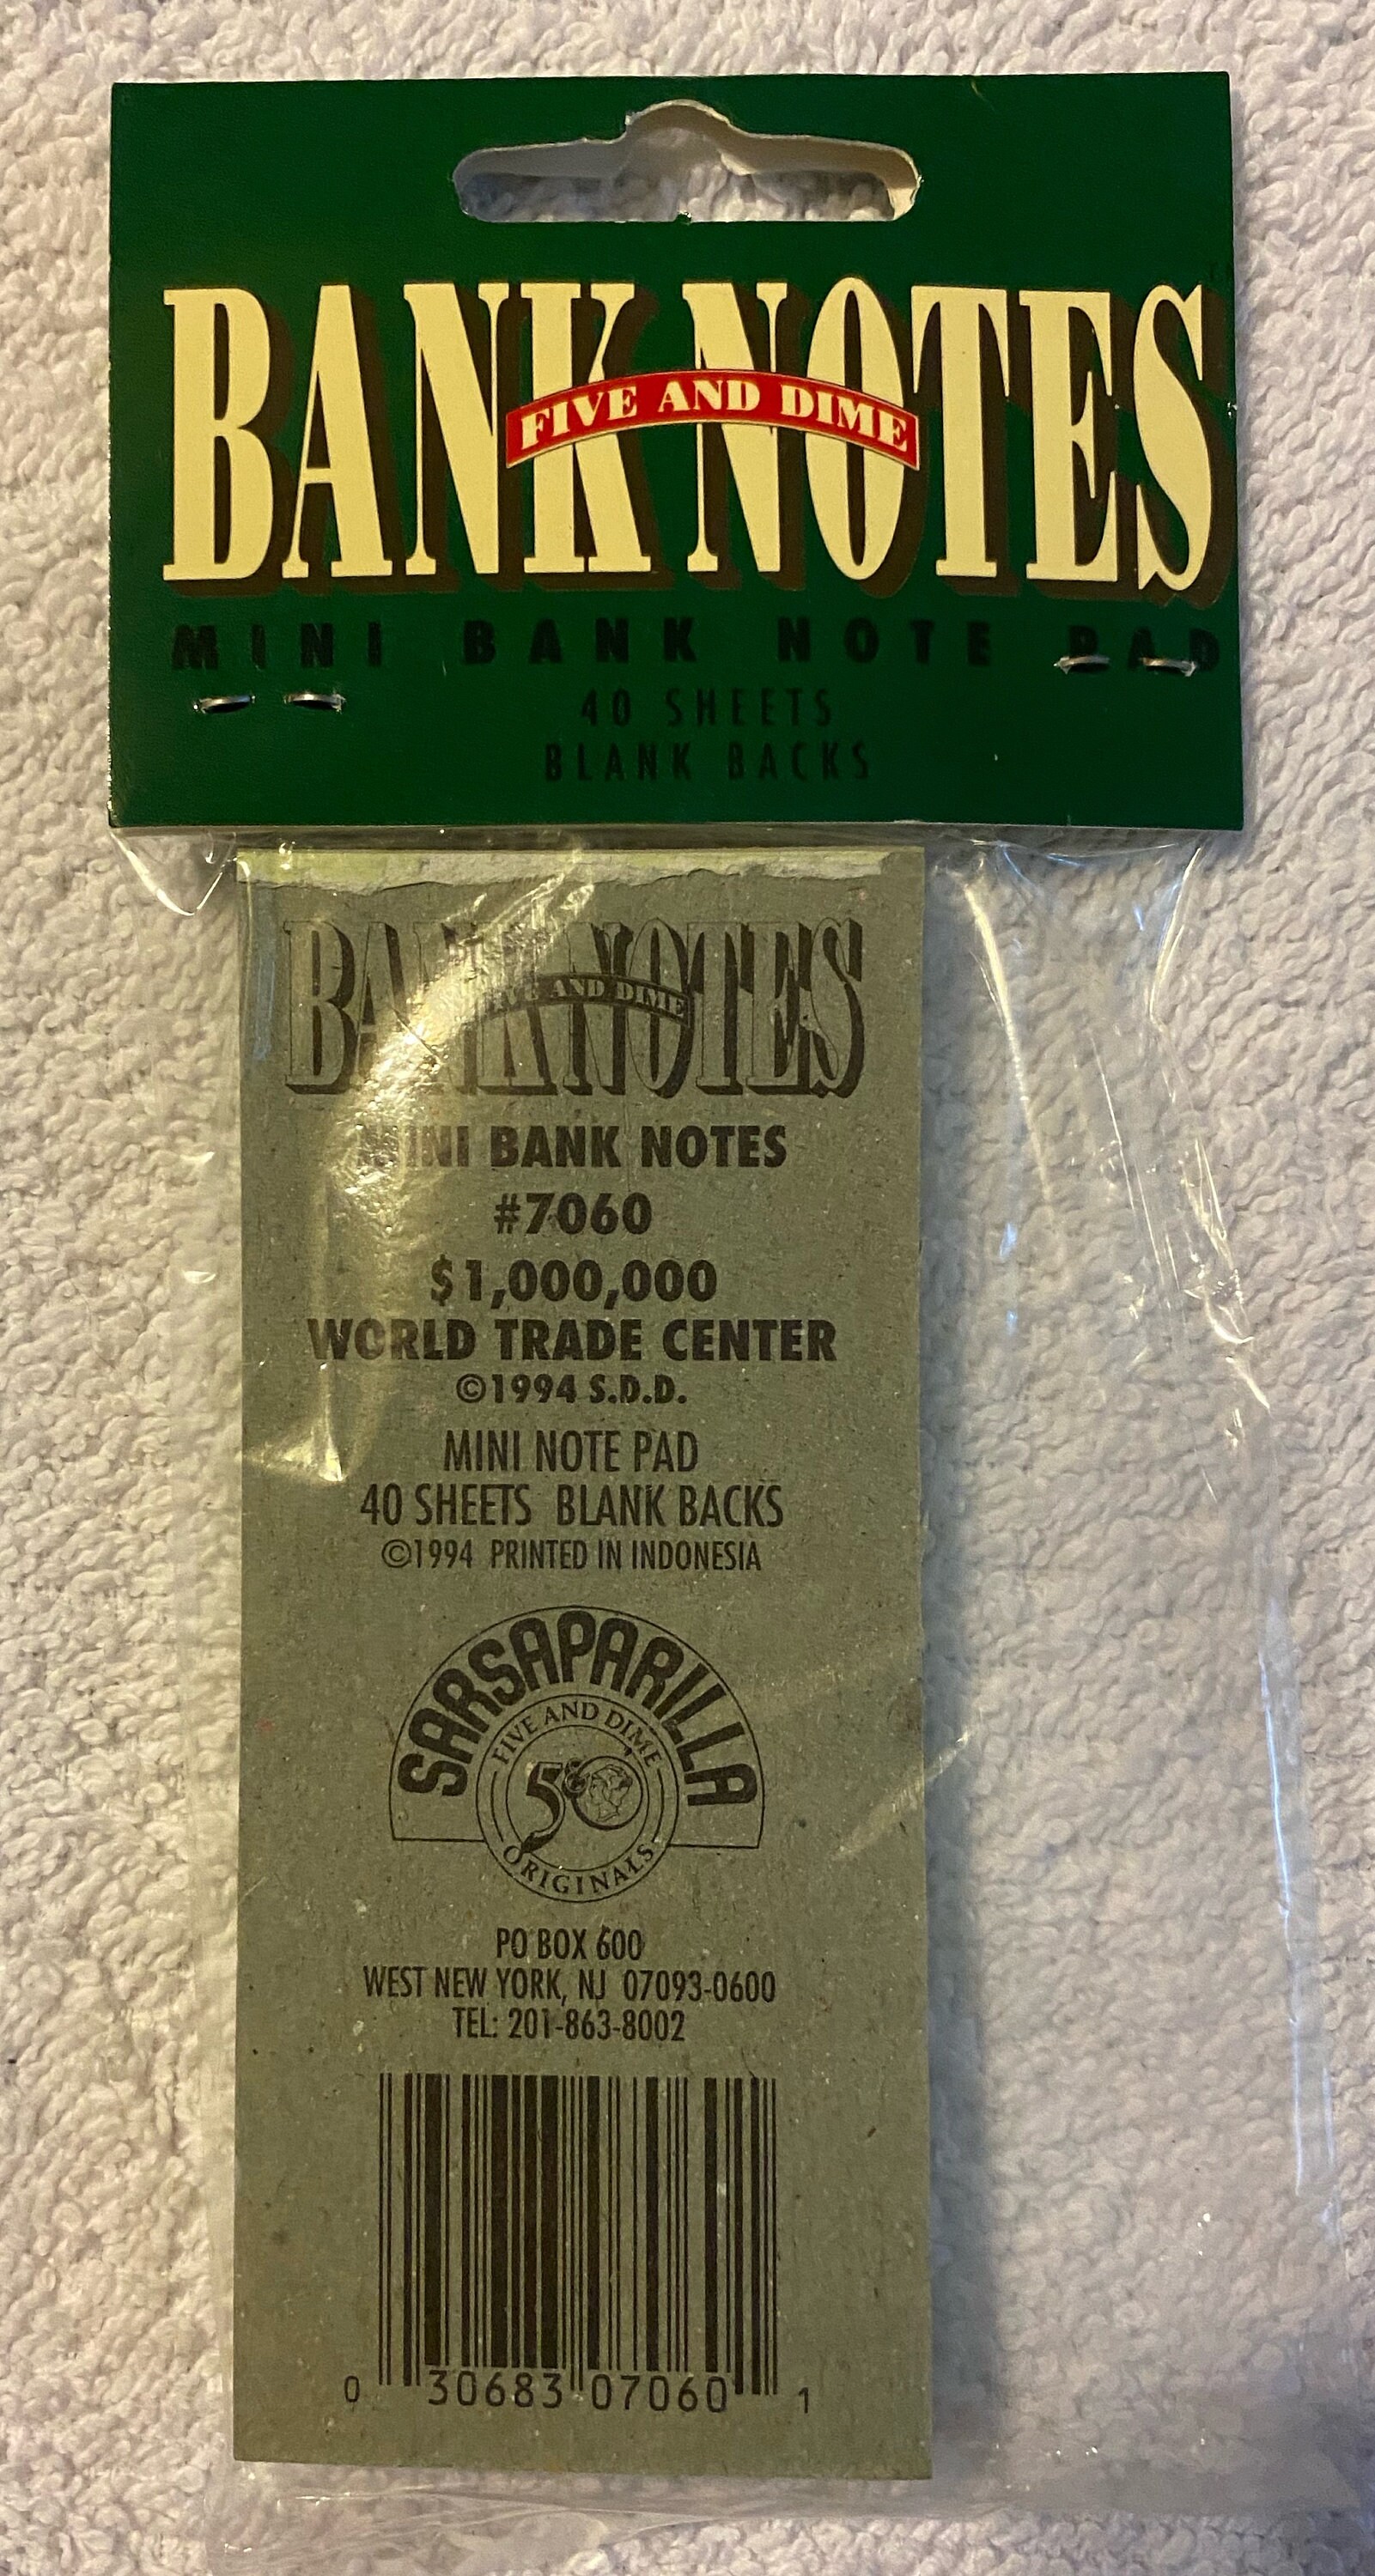 BANK NOTES
FIVE AND DIME
MINI BANK NOTE PAD
40 SHEETS
BLANK BACKS
BANK NOTES
FIVE AND DIME
MINI BANK NOTES
#7060
$1,000,000
WORLD TRADE CENTER
©1994 S.D.D.
MINI NOTE PAD
40 SHEETS BLANK BACKS
©1994 PRINTED IN INDONESIA
SARSAPARILLA
FIVE AND DIME
50
ORIGINALS
PO BOX 600
WEST NEW YORK, NJ 07093-0600
TEL: 201-863-8002
0 30683 07060 1